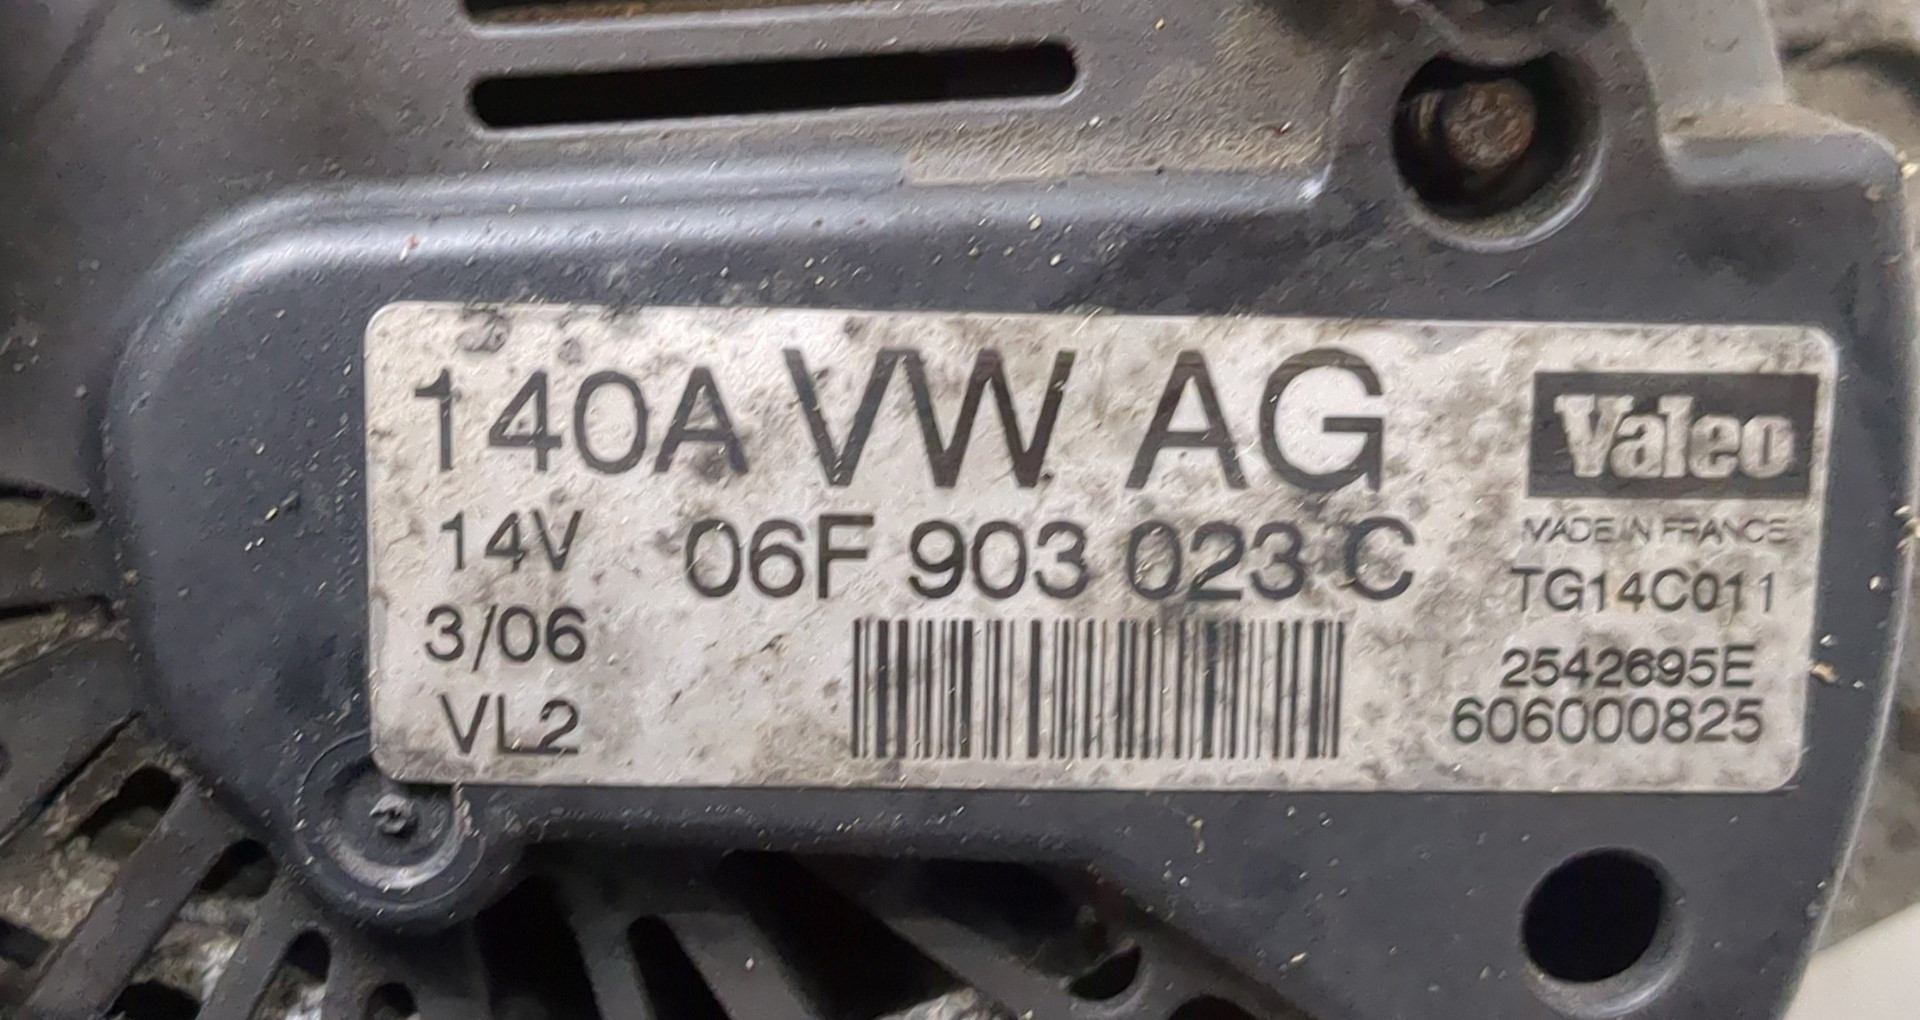 140A VW AG
Valeo
14V 06F 903 023 C
MADE IN FRANCE
TG14C011
3/06
2542695E
VL2
606000825